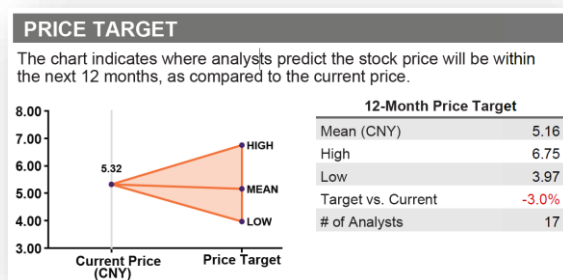 PRICE TARGET
The chart indicates where analysts predict the stock price will be within
the next 12 months, as compared to the current price.
8.00
7.00
6.00
5.00
4.00
3.00
5.32
HIGH
MEAN
LOW
Current Price
(CNY)
Price Target
12-Month Price Target
Mean (CNY) 5.16
High 6.75
Low 3.97
Target vs. Current -3.0%
# of Analysts 17